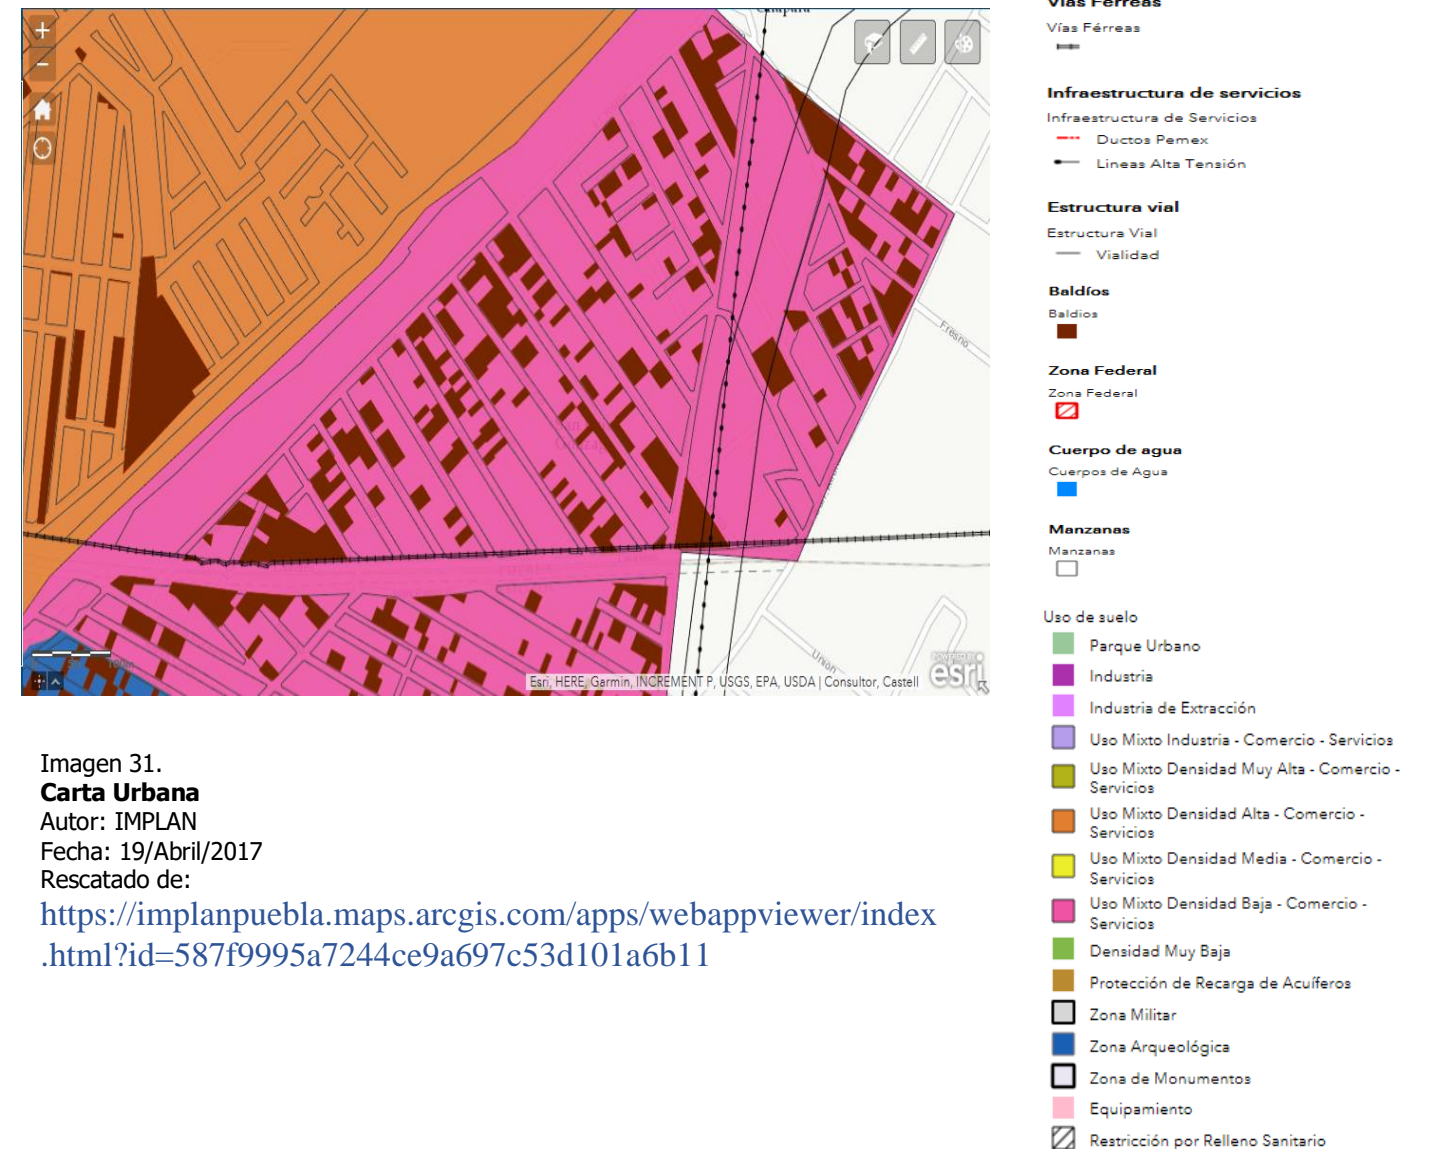 Esri, HERE, Garmin, INCREMENT P, USGS, EPA, USDA | Consultor, Castell
POWERED BY
esri
Fresno
Union
100m
Imagen 31.
Carta Urbana
Autor: IMPLAN
Fecha: 19/Abril/2017
Rescatado de:
https://implanpuebla.maps.arcgis.com/apps/webappviewer/index
.html?id=587f9995a7244ce9a697c53d101a6b11
Vías Férreas
Vías Férreas
Infraestructura de servicios
Infraestructura de Servicios
Ductos Pemex
Lineas Alta Tensión
Estructura vial
Estructura Vial
Vialidad
Baldíos
Baldios
Zona Federal
Zona Federal
Cuerpo de agua
Cuerpos de Agua
Manzanas
Manzanas
Uso de suelo
Parque Urbano
Industria
Industria de Extracción
Uso Mixto Industria - Comercio - Servicios
Uso Mixto Densidad Muy Alta - Comercio -
Servicios
Uso Mixto Densidad Alta - Comercio -
Servicios
Uso Mixto Densidad Media - Comercio -
Servicios
Uso Mixto Densidad Baja - Comercio -
Servicios
Densidad Muy Baja
Protección de Recarga de Acuíferos
Zona Militar
Zona Arqueológica
Zona de Monumentos
Equipamiento
Restricción por Relleno Sanitario